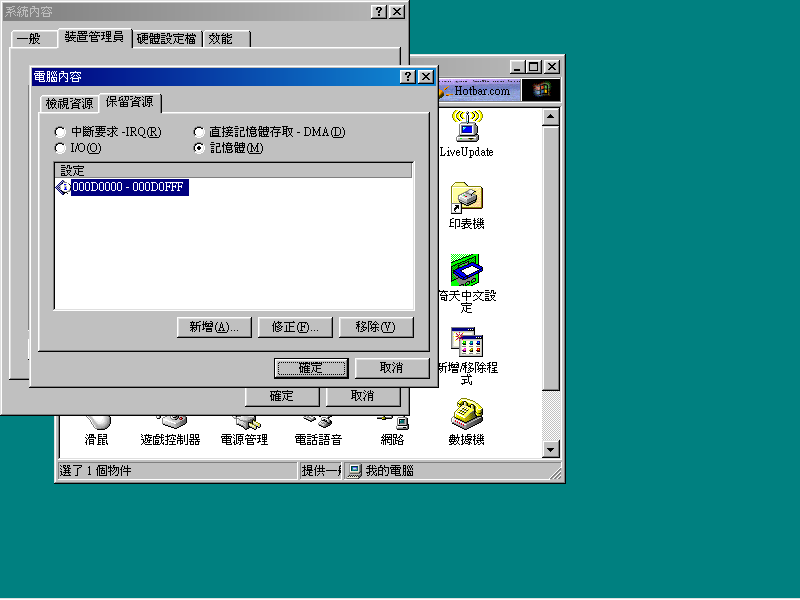 系統內容
一般
裝置管理員
硬體設定檔
效能
電腦內容
檢視資源
保留資源
中斷要求 -IRQ(R)
直接記憶體存取 - DMA(D)
I/O(O)
記憶體(M)
設定
000D0000 - 000D0FFF
新增(A)...
修正(F)...
移除(V)
確定
取消
確定
取消
Hotbar.com
LiveUpdate
印表機
倚天中文設
定
新增/移除程
式
滑鼠
遊戲控制器
電源管理
電話語音
網路
數據機
選了 1 個物件
提供一
我的電腦